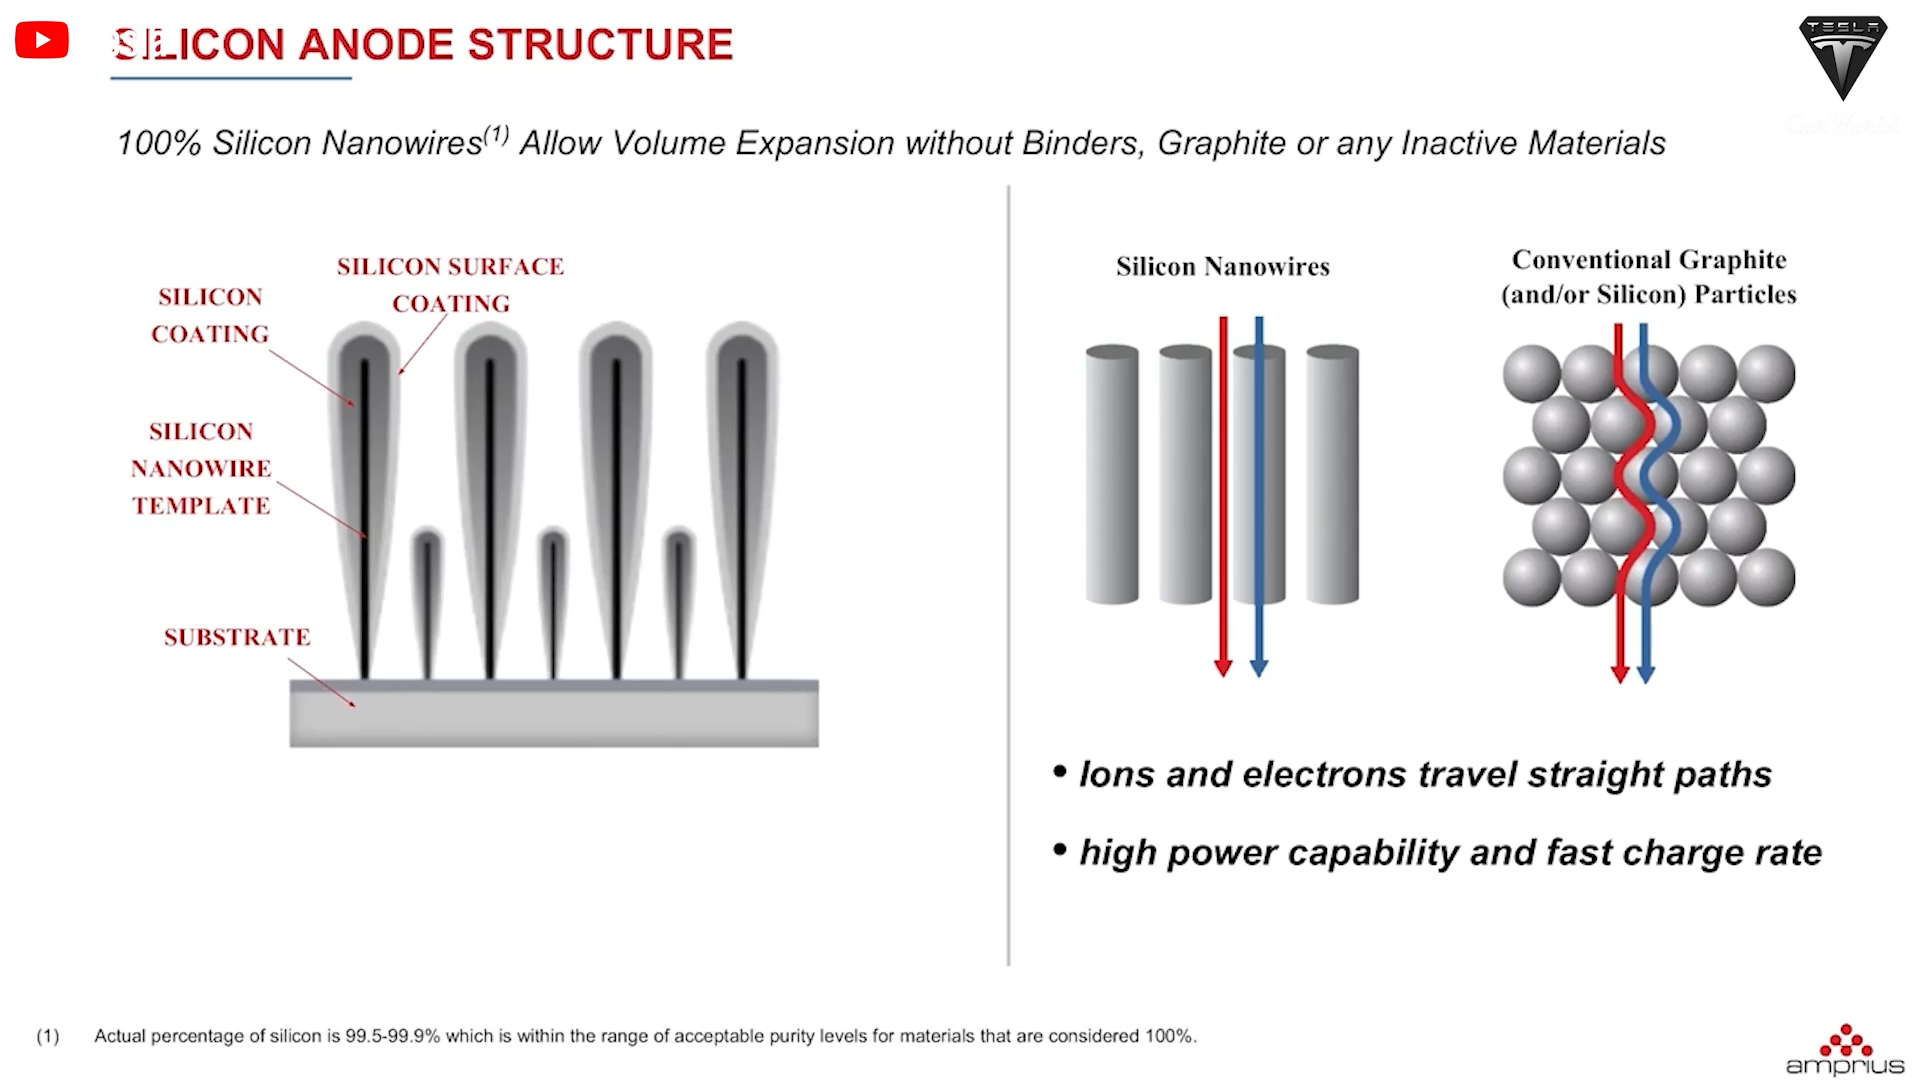 SILICON ANODE STRUCTURE
TESLA
100% Silicon Nanowires(1) Allow Volume Expansion without Binders, Graphite or any Inactive Materials
SILICON SURFACE
COATING
SILICON
COATING
SILICON
NANOWIRE
TEMPLATE
SUBSTRATE
Silicon Nanowires
Conventional Graphite
(and/or Silicon) Particles
• Ions and electrons travel straight paths
• high power capability and fast charge rate
(1) Actual percentage of silicon is 99.5-99.9% which is within the range of acceptable purity levels for materials that are considered 100%.
amprius